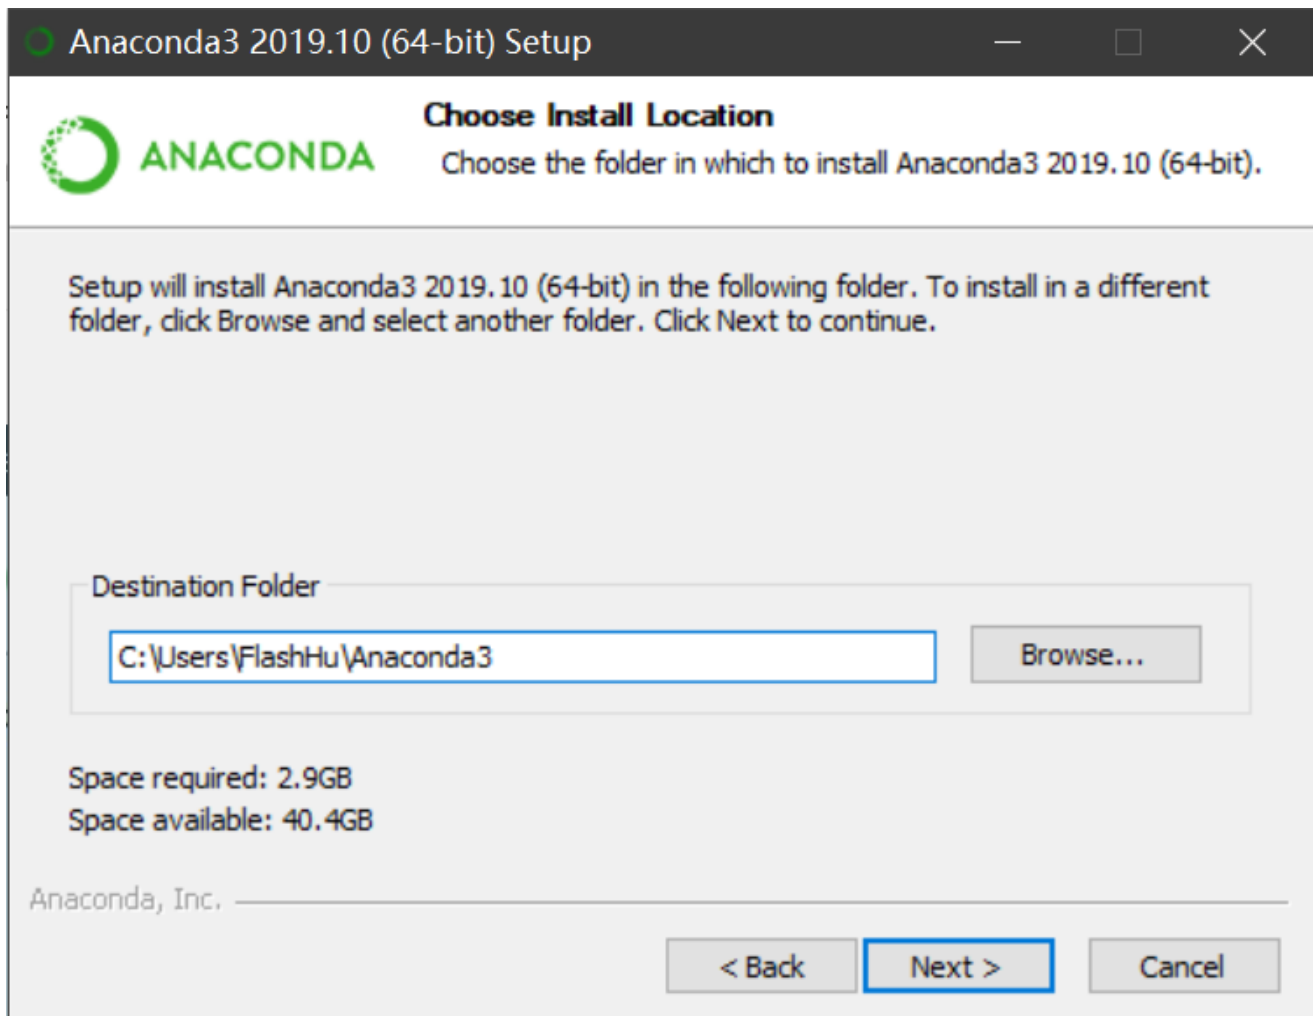 Anaconda3 2019.10 (64-bit) Setup
ANACONDA
Choose Install Location
Choose the folder in which to install Anaconda3 2019.10 (64-bit).
Setup will install Anaconda3 2019.10 (64-bit) in the following folder. To install in a different
folder, click Browse and select another folder. Click Next to continue.
Destination Folder
C:\Users\FlashHu\Anaconda3
Browse...
Space required: 2.9GB
Space available: 40.4GB
Anaconda, Inc.
< Back
Next >
Cancel